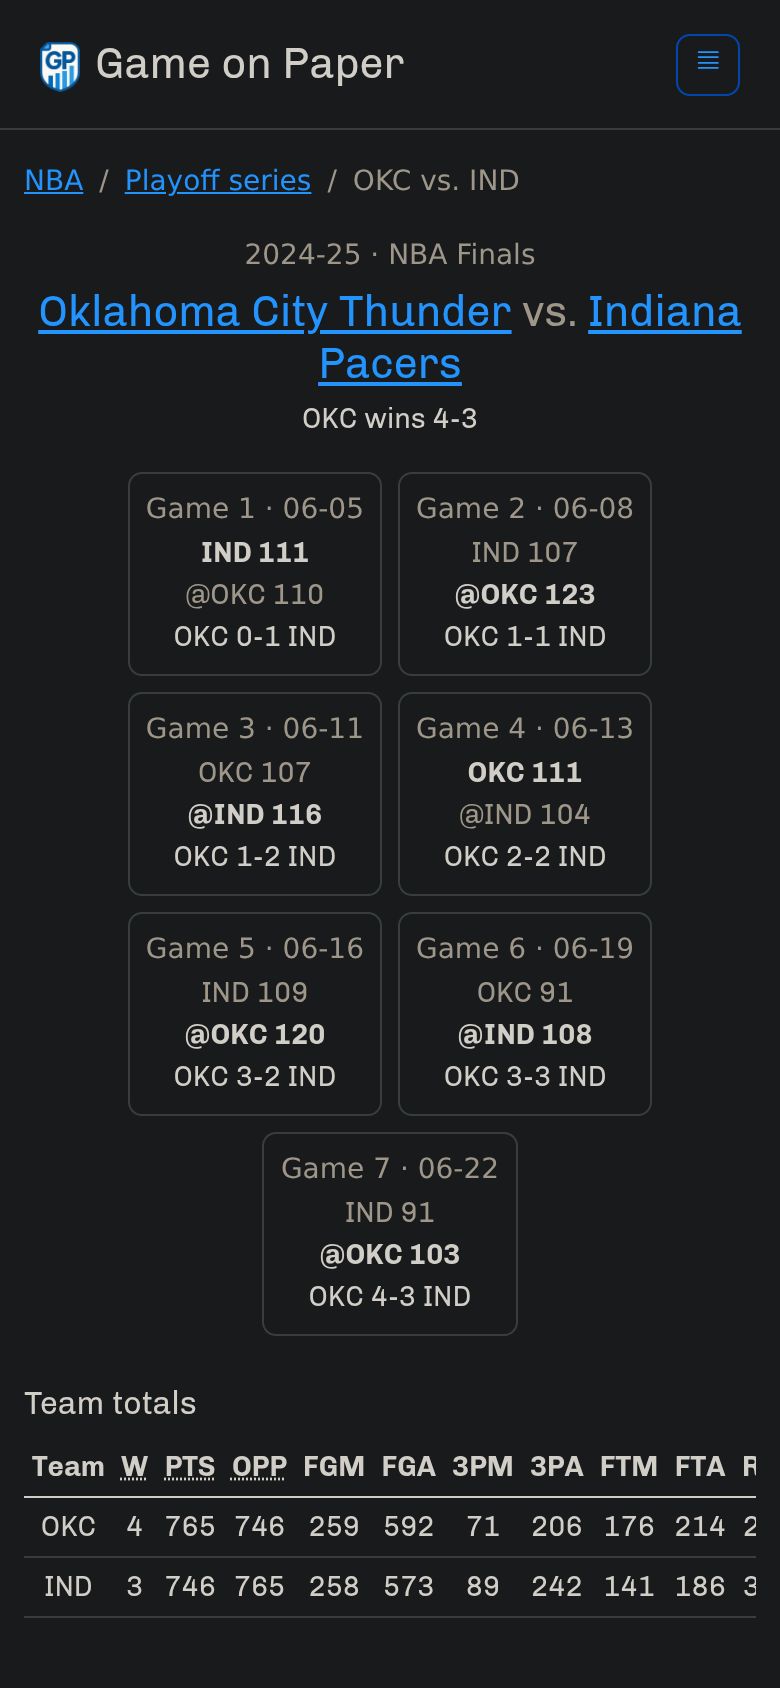 GP Game on Paper
NBA / Playoff series / OKC vs. IND
2024-25 · NBA Finals
Oklahoma City Thunder vs. Indiana
Pacers
OKC wins 4-3
Game 1 · 06-05
IND 111
@OKC 110
OKC 0-1 IND
Game 2 · 06-08
IND 107
@OKC 123
OKC 1-1 IND
Game 3 · 06-11
OKC 107
@IND 116
OKC 1-2 IND
Game 4 · 06-13
OKC 111
@IND 104
OKC 2-2 IND
Game 5 · 06-16
IND 109
@OKC 120
OKC 3-2 IND
Game 6 · 06-19
OKC 91
@IND 108
OKC 3-3 IND
Game 7 · 06-22
IND 91
@OKC 103
OKC 4-3 IND
Team totals
Team W PTS OPP FGM FGA 3PM 3PA FTM FTA
OKC 4 765 746 259 592 71 206 176 214
IND 3 746 765 258 573 89 242 141 186